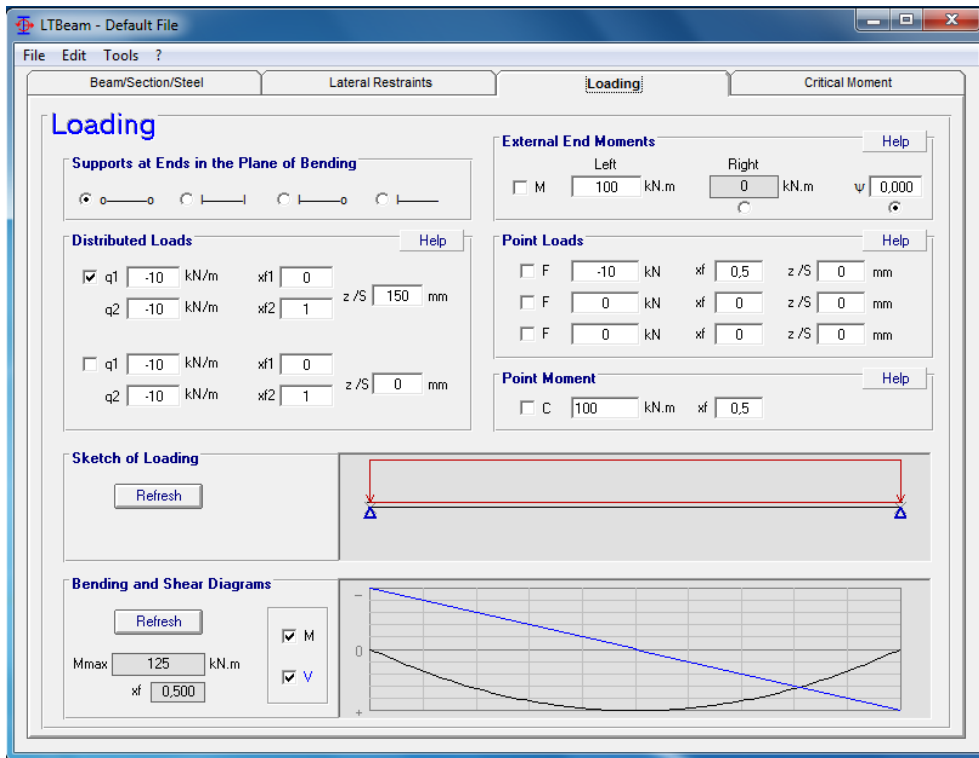 LTBeam - Default File
File Edit Tools ?
Beam/Section/Steel Lateral Restraints Loading Critical Moment
Loading
Supports at Ends in the Plane of Bending
External End Moments Help
Left Right
M 100 kN.m 0 kN.m ψ 0,000
Distributed Loads Help
q1 -10 kN/m xf1 0
z /S 150 mm
q2 -10 kN/m xf2 1
q1 -10 kN/m xf1 0
z /S 0 mm
q2 -10 kN/m xf2 1
Point Loads Help
F -10 kN xf 0,5 z /S 0 mm
F 0 kN xf 0 z /S 0 mm
F 0 kN xf 0 z /S 0 mm
Point Moment Help
C 100 kN.m xf 0,5
Sketch of Loading
Refresh
Bending and Shear Diagrams
Refresh
M
Mmax 125 kN.m
V
xf 0,500
–
0
+